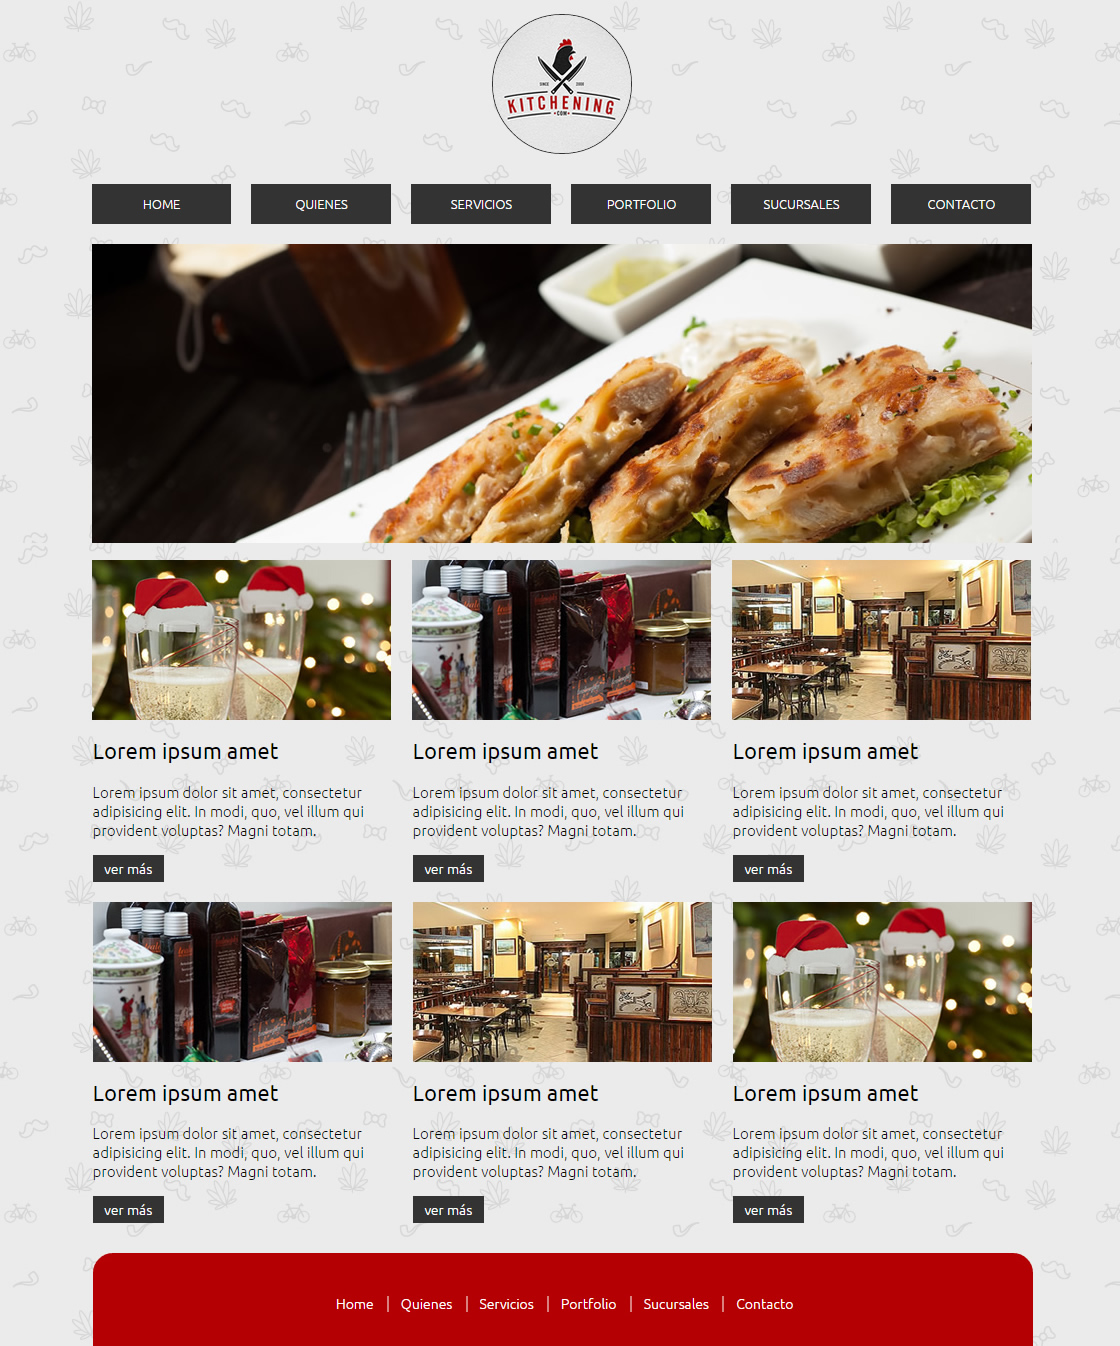 SINCE 2009
KITCHENING
•COM•
HOME QUIENES SERVICIOS PORTFOLIO SUCURSALES CONTACTO
Lorem ipsum amet Lorem ipsum amet Lorem ipsum amet
Lorem ipsum dolor sit amet, consectetur
adipisicing elit. In modi, quo, vel illum qui
provident voluptas? Magni totam.
Lorem ipsum dolor sit amet, consectetur
adipisicing elit. In modi, quo, vel illum qui
provident voluptas? Magni totam.
Lorem ipsum dolor sit amet, consectetur
adipisicing elit. In modi, quo, vel illum qui
provident voluptas? Magni totam.
ver más ver más ver más
Lorem ipsum amet Lorem ipsum amet Lorem ipsum amet
Lorem ipsum dolor sit amet, consectetur
adipisicing elit. In modi, quo, vel illum qui
provident voluptas? Magni totam.
Lorem ipsum dolor sit amet, consectetur
adipisicing elit. In modi, quo, vel illum qui
provident voluptas? Magni totam.
Lorem ipsum dolor sit amet, consectetur
adipisicing elit. In modi, quo, vel illum qui
provident voluptas? Magni totam.
ver más ver más ver más
Home | Quienes | Servicios | Portfolio | Sucursales | Contacto